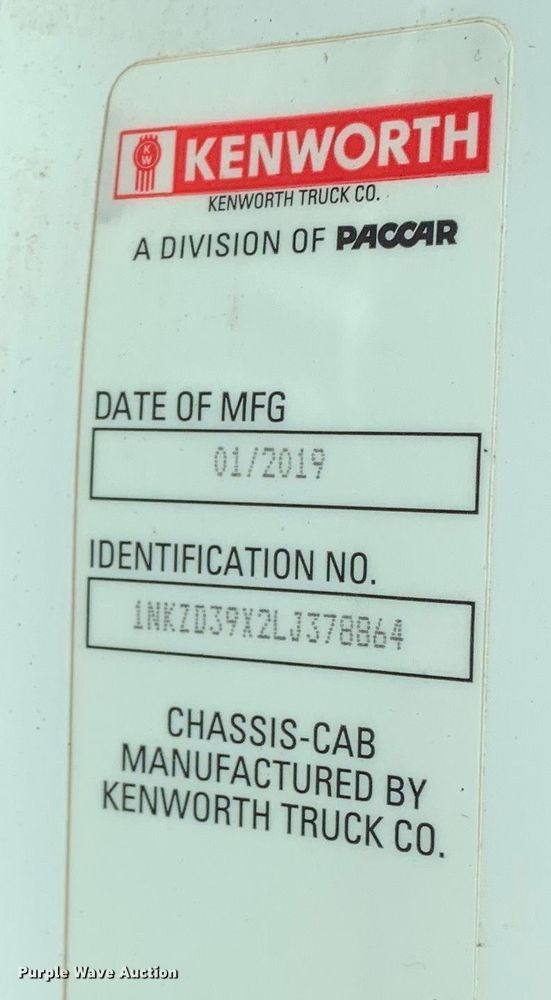 KW
KENWORTH
KENWORTH TRUCK CO.
A DIVISION OF PACCAR
DATE OF MFG
01/2019
IDENTIFICATION NO.
1NKZD39X2LJ378864
CHASSIS-CAB
MANUFACTURED BY
KENWORTH TRUCK CO.
Purple Wave Auction